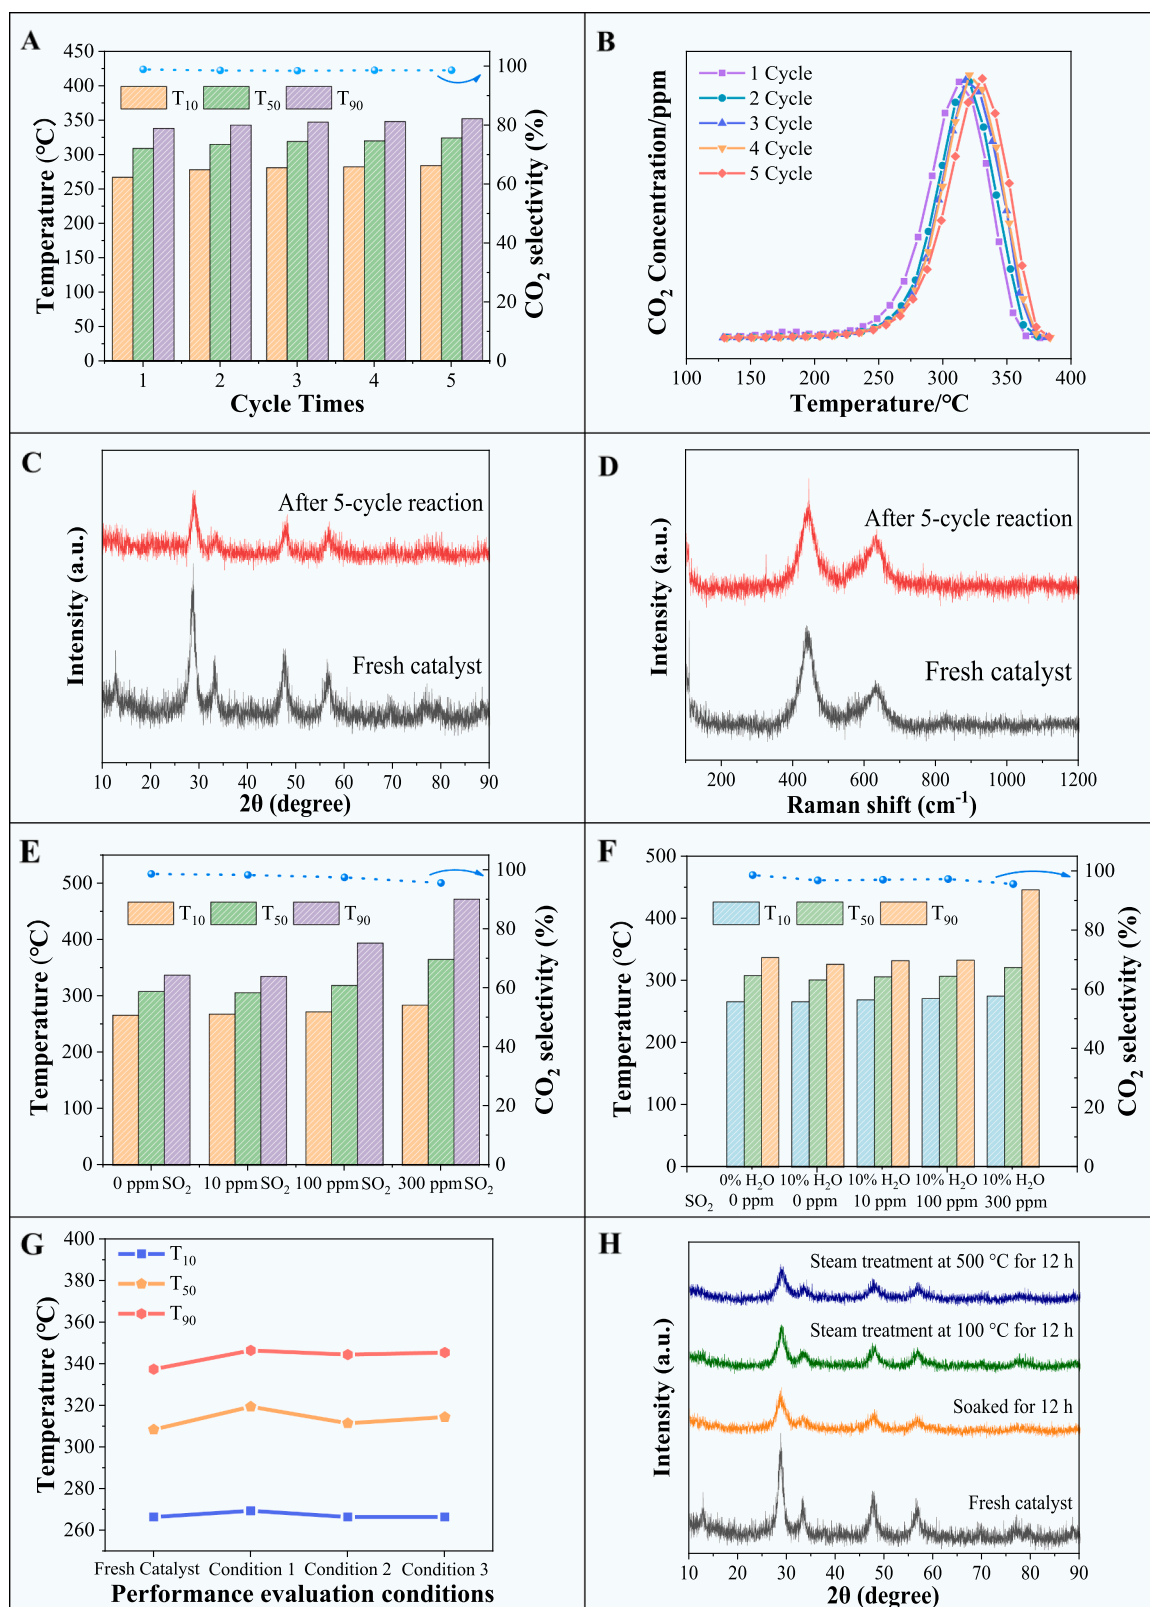 A
450
400
350
300
250
200
150
100
50
0
Temperature (°C)
T10 T50 T90
100
80
60
40
20
0
CO2 selectivity (%)
1 2 3 4 5
Cycle Times
B
CO2 Concentration/ppm
1 Cycle
2 Cycle
3 Cycle
4 Cycle
5 Cycle
100 150 200 250 300 350 400
Temperature/°C
C
Intensity (a.u.)
After 5-cycle reaction
Fresh catalyst
10 20 30 40 50 60 70 80 90
2θ (degree)
D
Intensity (a.u.)
After 5-cycle reaction
Fresh catalyst
200 400 600 800 1000 1200
Raman shift (cm-1)
E
500
400
300
200
100
0
Temperature (°C)
T10 T50 T90
100
80
60
40
20
0
CO2 selectivity (%)
0 ppm SO2 10 ppm SO2 100 ppm SO2 300 ppm SO2
F
500
400
300
200
100
0
Temperature (°C)
T10 T50 T90
100
80
60
40
20
0
CO2 selectivity (%)
0% H2O 10% H2O 10% H2O 10% H2O 10% H2O
SO2 0 ppm 0 ppm 10 ppm 100 ppm 300 ppm
G
400
380
360
340
320
300
280
260
Temperature (°C)
T10
T50
T90
Fresh Catalyst Condition 1 Condition 2 Condition 3
Performance evaluation conditions
H
Intensity (a.u.)
Steam treatment at 500 °C for 12 h
Steam treatment at 100 °C for 12 h
Soaked for 12 h
Fresh catalyst
10 20 30 40 50 60 70 80 90
2θ (degree)